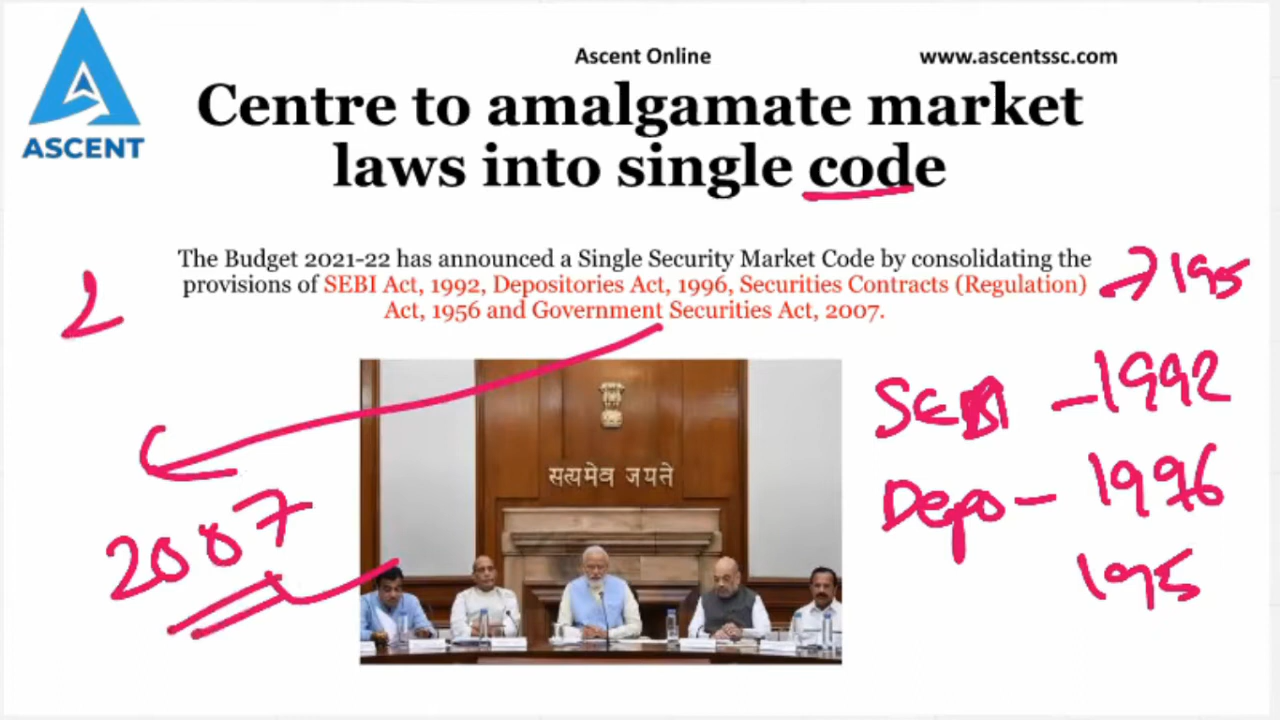 Ascent Online www.ascentssc.com
ASCENT
Centre to amalgamate market
laws into single code
The Budget 2021-22 has announced a Single Security Market Code by consolidating the
provisions of SEBI Act, 1992, Depositories Act, 1996, Securities Contracts (Regulation)
Act, 1956 and Government Securities Act, 2007.
195
2
SEBI - 1992
सत्यमेव जयते
Depo - 1996
2007
195